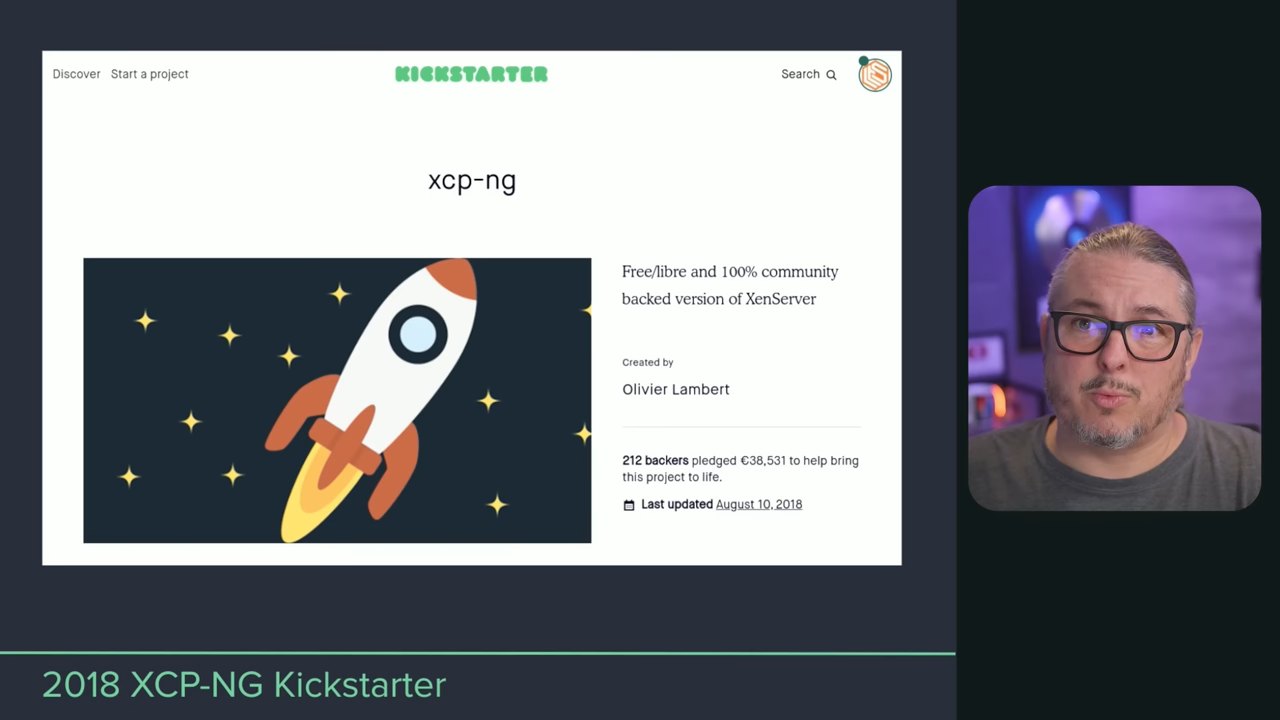 Discover Start a project KICKSTARTER Search
xcp-ng
Free/libre and 100% community
backed version of XenServer
Created by
Olivier Lambert
212 backers pledged €38,531 to help bring
this project to life.
Last updated August 10, 2018
2018 XCP-NG Kickstarter